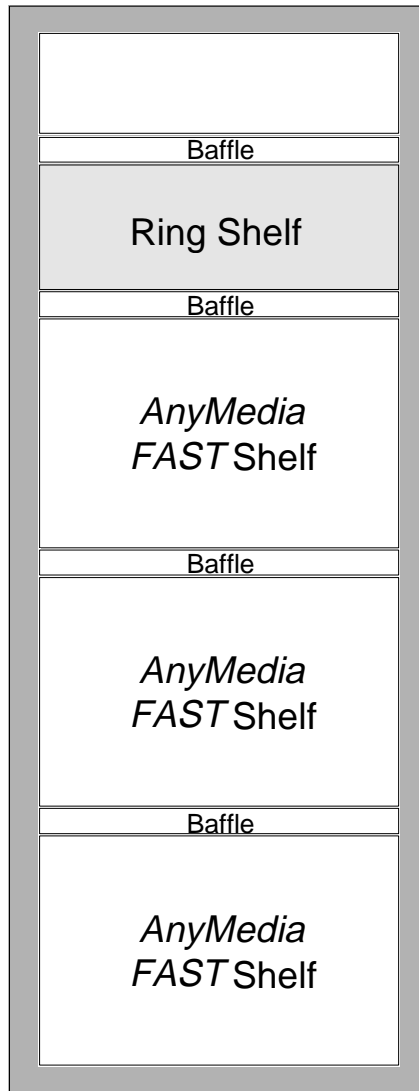 Baffle
Ring Shelf
Baffle
AnyMedia
FAST Shelf
Baffle
AnyMedia
FAST Shelf
Baffle
AnyMedia
FAST Shelf